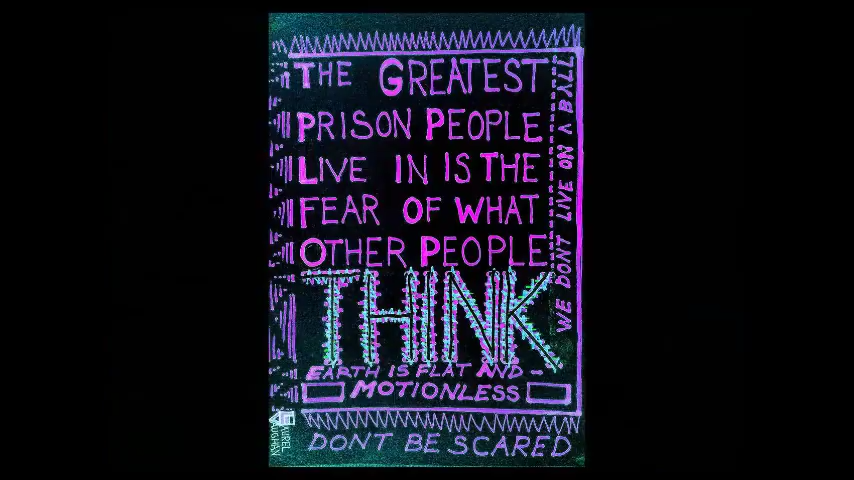 THE GREATEST
PRISON PEOPLE
LIVE IN IS THE
FEAR OF WHAT
OTHER PEOPLE
THINK
EARTH IS FLAT AND -
MOTIONLESS
WE DONT LIVE ON A BALL
DONT BE SCARED